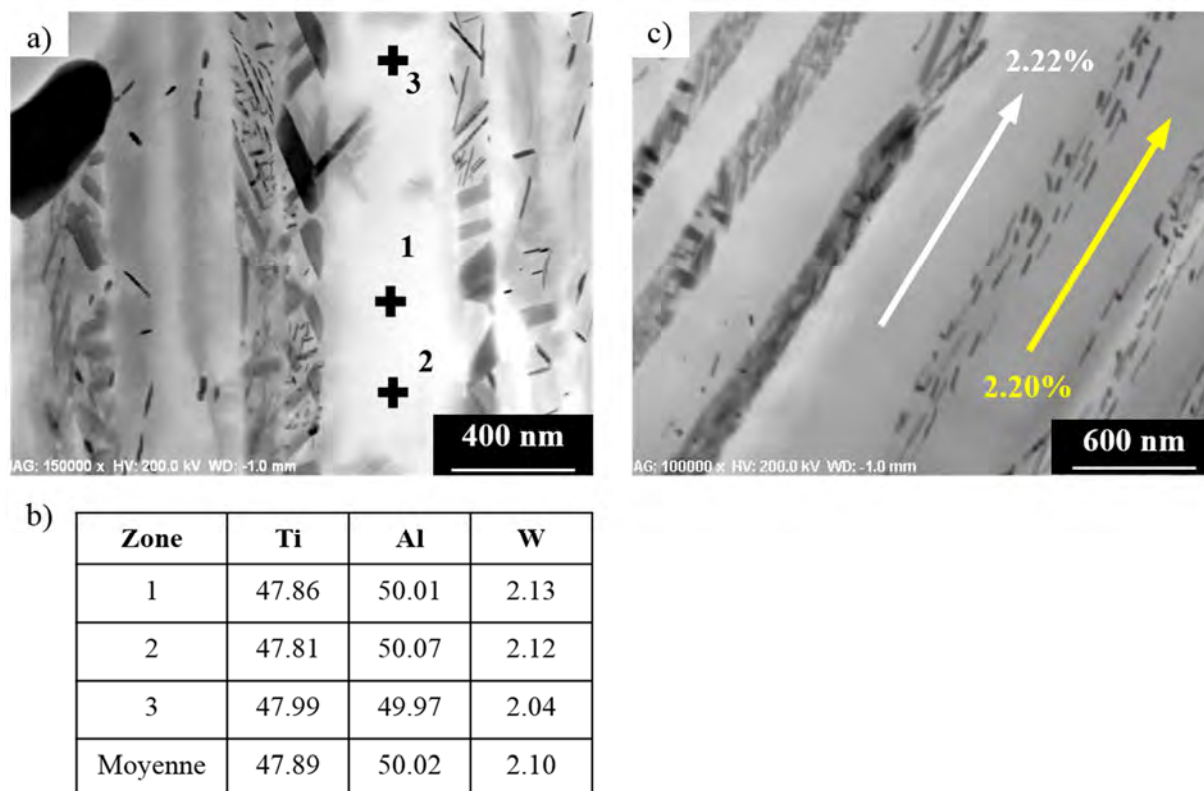 a)
3
1
2
400 nm
MAG: 150000 x HV: 200.0 kV WD: -1.0 mm
c)
2.22%
2.20%
600 nm
MAG: 100000 x HV: 200.0 kV WD: -1.0 mm
b)
Zone Ti Al W
1 47.86 50.01 2.13
2 47.81 50.07 2.12
3 47.99 49.97 2.04
Moyenne 47.89 50.02 2.10